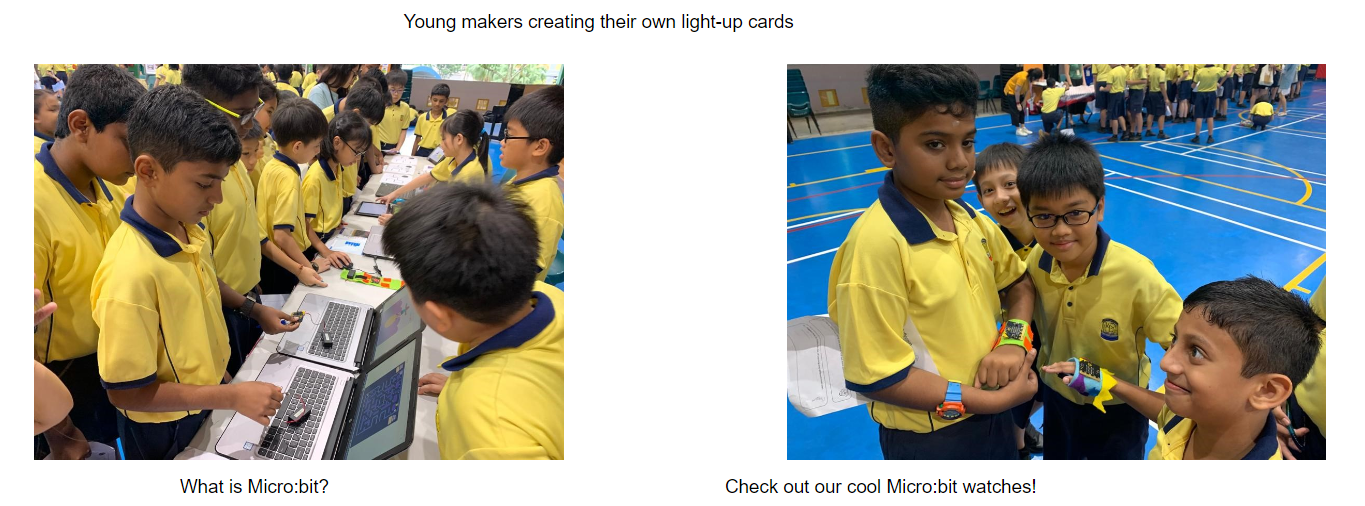 Young makers creating their own light-up cards
What is Micro:bit?
Check out our cool Micro:bit watches!